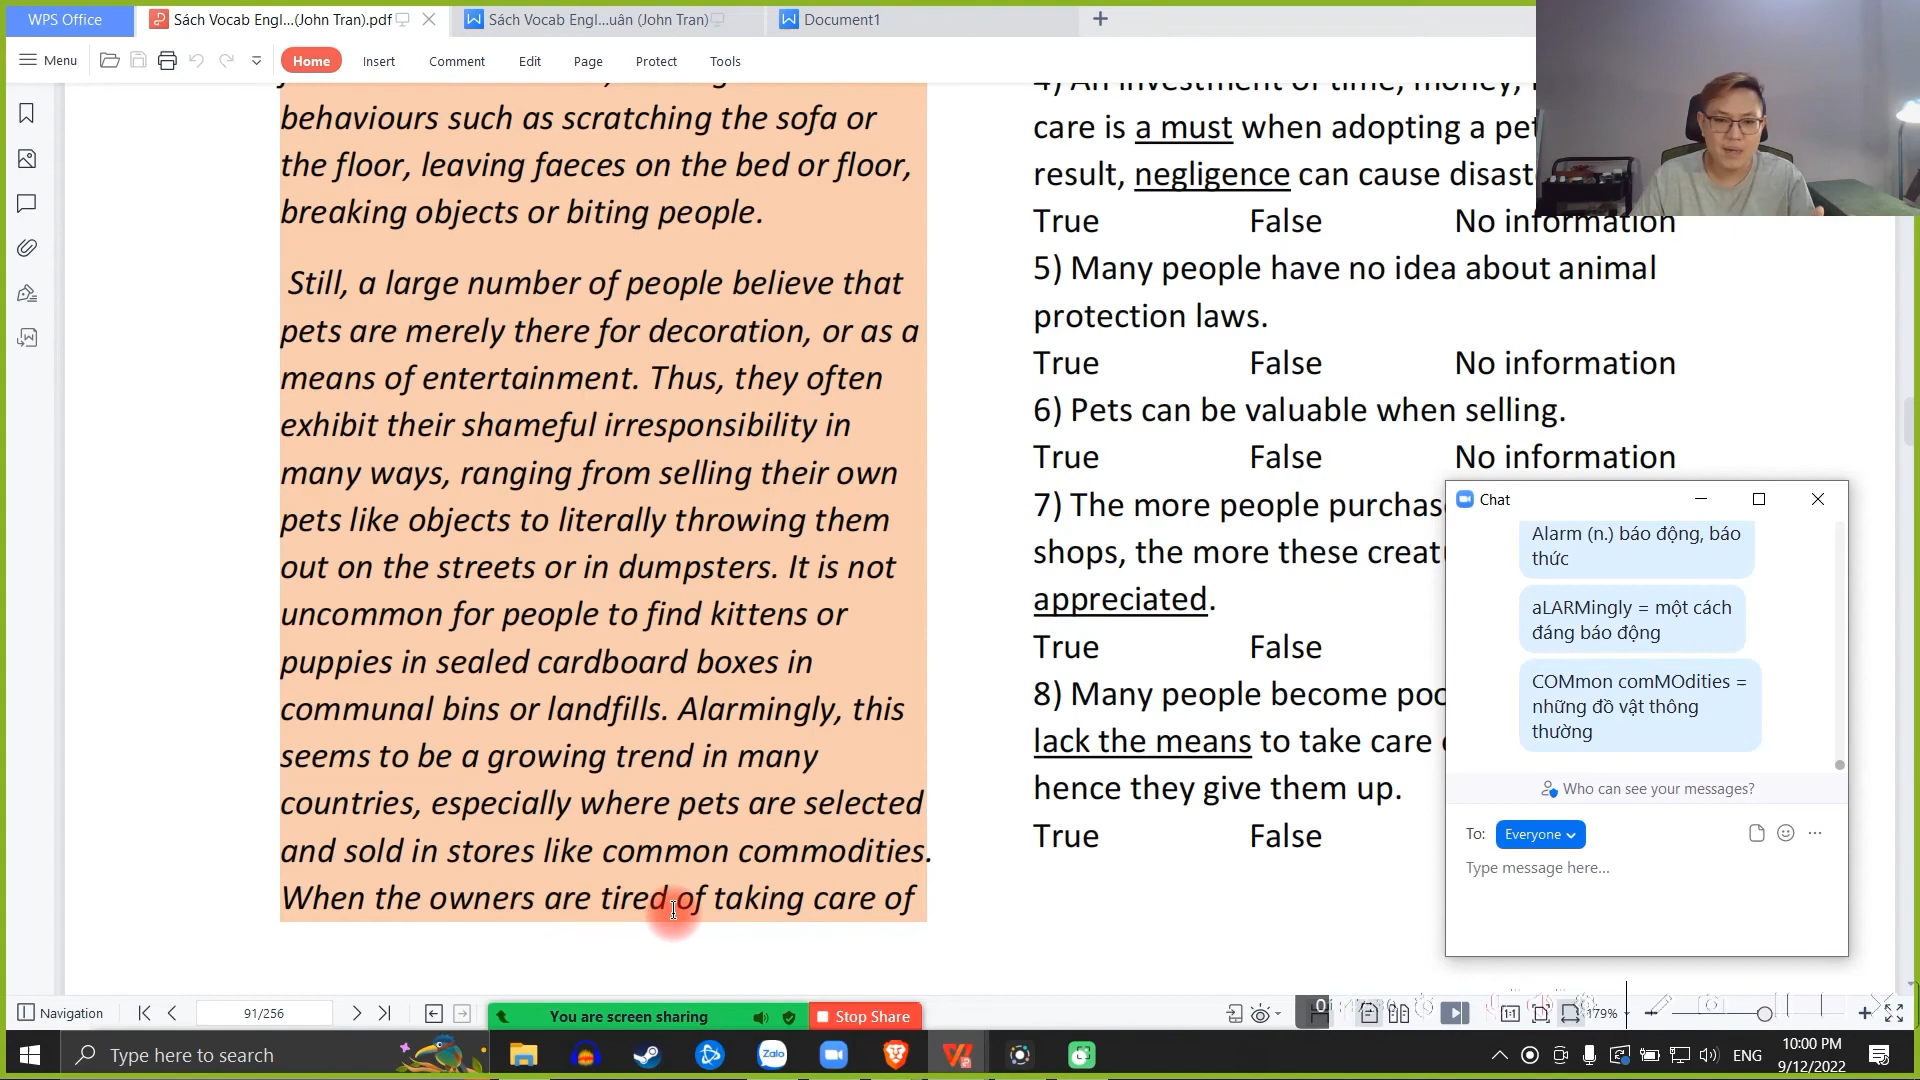 WPS Office
Sách Vocab Engl...(John Tran).pdf
Sách Vocab Engl...uân (John Tran)
Document1
Menu
Home
Insert
Comment
Edit
Page
Protect
Tools
behaviours such as scratching the sofa or
the floor, leaving faeces on the bed or floor,
breaking objects or biting people.
Still, a large number of people believe that
pets are merely there for decoration, or as a
means of entertainment. Thus, they often
exhibit their shameful irresponsibility in
many ways, ranging from selling their own
pets like objects to literally throwing them
out on the streets or in dumpsters. It is not
uncommon for people to find kittens or
puppies in sealed cardboard boxes in
communal bins or landfills. Alarmingly, this
seems to be a growing trend in many
countries, especially where pets are selected
and sold in stores like common commodities.
When the owners are tired of taking care of
4) An investment of time, money,
care is a must when adopting a pet
result, negligence can cause disast
True False No information
5) Many people have no idea about animal
protection laws.
True False No information
6) Pets can be valuable when selling.
True False No information
7) The more people purchas
shops, the more these creatu
appreciated.
True False
8) Many people become poo
lack the means to take care
hence they give them up.
True False
Chat
Alarm (n.) báo động, báo
thức
aLARMingly = một cách
đáng báo động
COMmon comMOdities =
những đồ vật thông
thường
Who can see your messages?
To: Everyone
Type message here...
Navigation
91/256
You are screen sharing
Stop Share
1:1
179%
Type here to search
Zalo
ENG
10:00 PM
9/12/2022